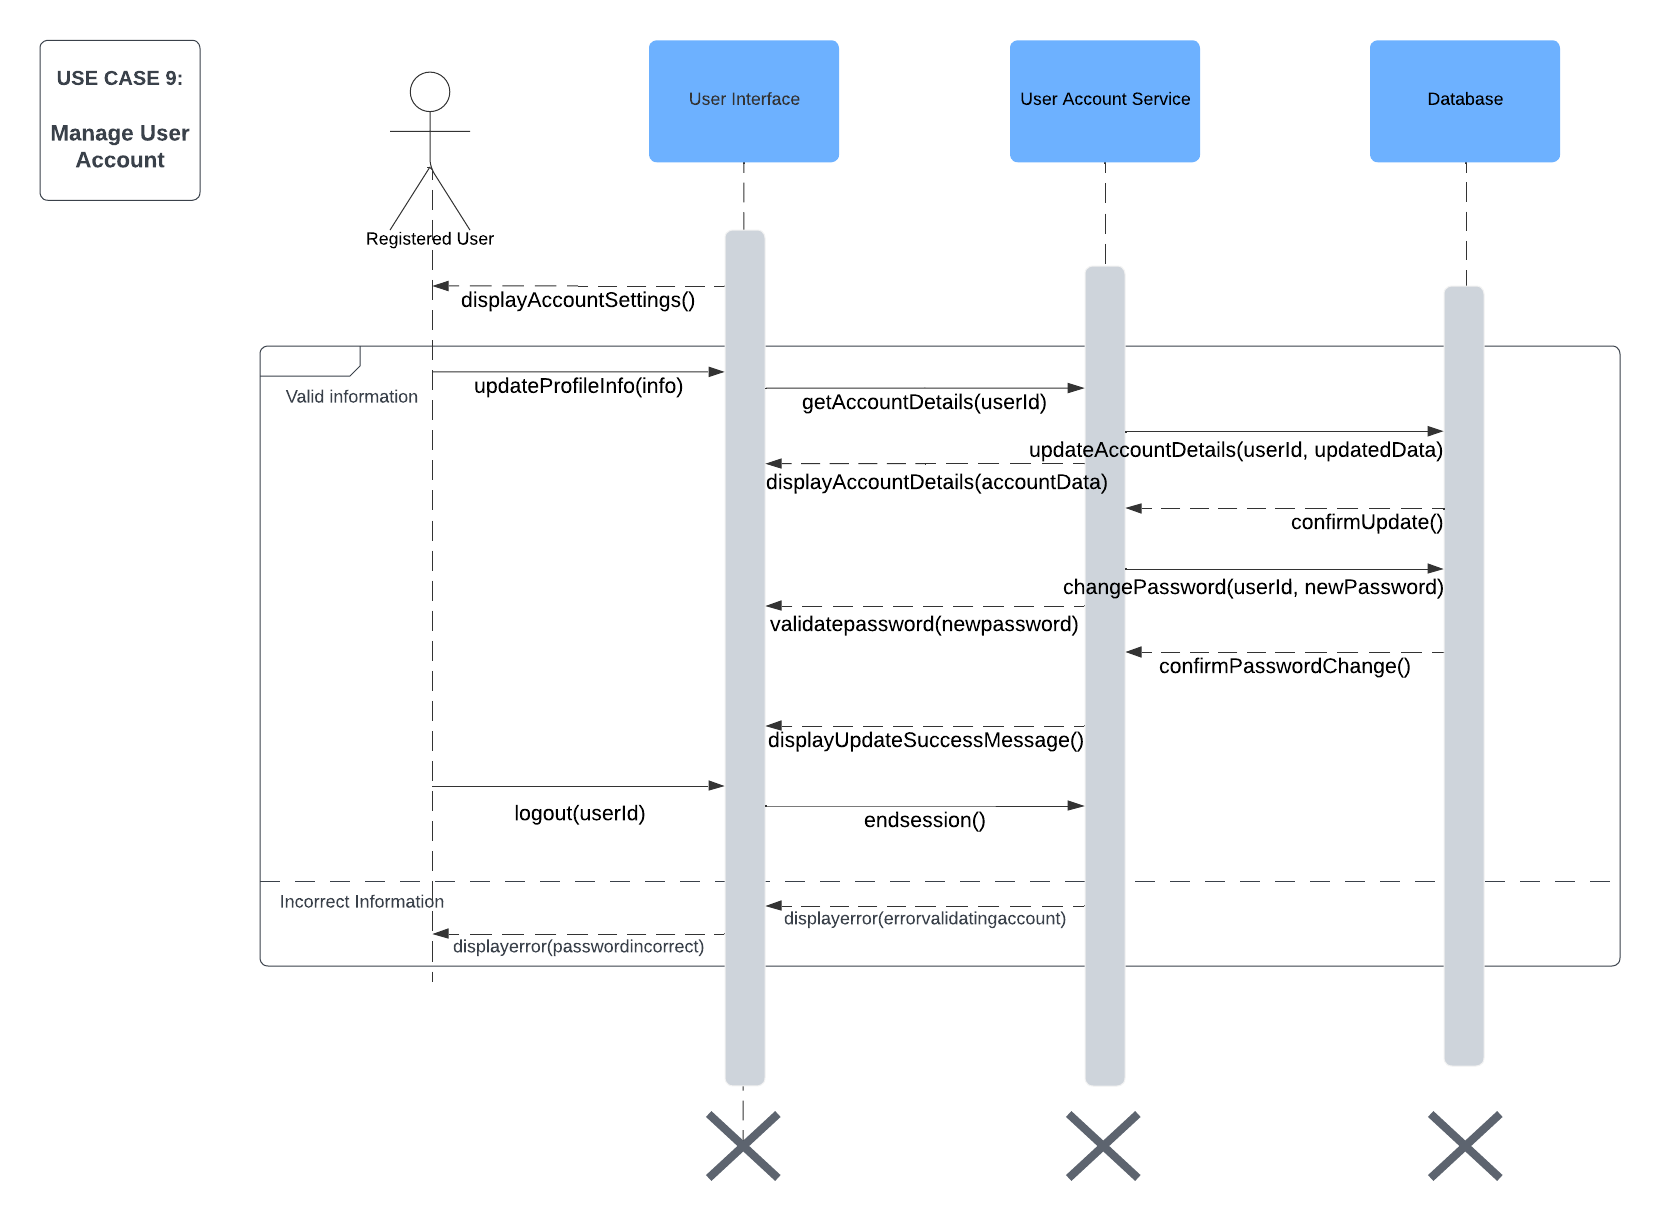 USE CASE 9:
Manage User
Account
User Interface
User Account Service
Database
Registered User
displayAccountSettings()
updateProfileInfo(info)
Valid information
getAccountDetails(userId)
updateAccountDetails(userId, updatedData)
displayAccountDetails(accountData)
confirmUpdate()
changePassword(userId, newPassword)
validatepassword(newpassword)
confirmPasswordChange()
displayUpdateSuccessMessage()
logout(userId)
endsession()
Incorrect Information
displayerror(errorvalidatingaccount)
displayerror(passwordincorrect)